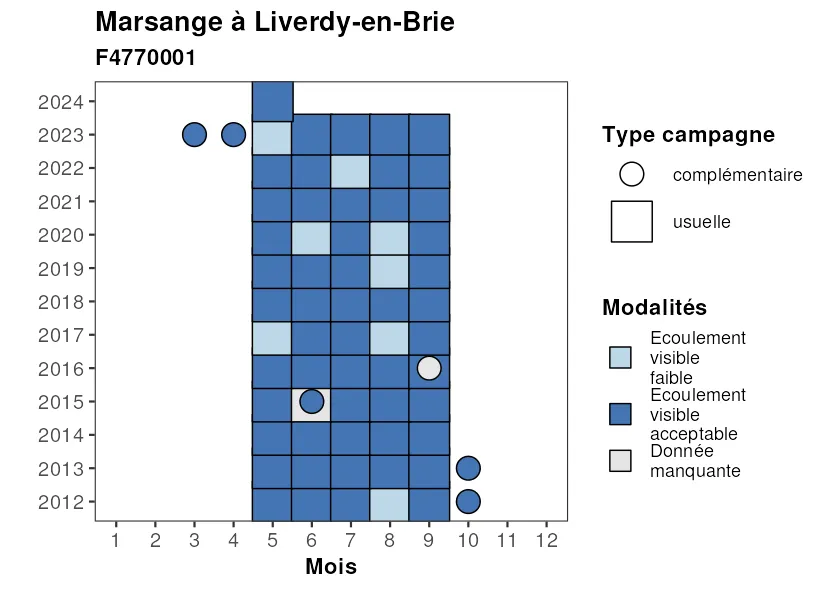 Marsange à Liverdy-en-Brie
F4770001
2024
2023
2022
2021
2020
2019
2018
2017
2016
2015
2014
2013
2012
1 2 3 4 5 6 7 8 9 10 11 12
Mois
Type campagne
complémentaire
usuelle
Modalités
Ecoulement
visible
faible
Ecoulement
visible
acceptable
Donnée
manquante